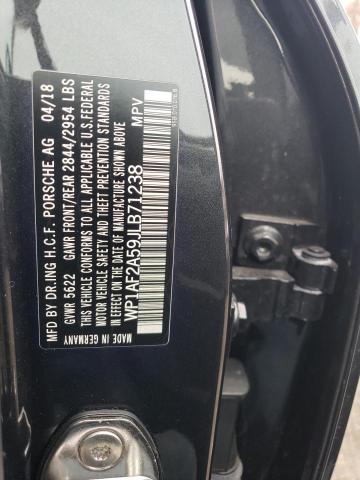 MFD BY DR.ING H.C.F. PORSCHE AG 04/18
GVWR 5622 GAWR FRONT/REAR 2844/2954 LBS
THIS VEHICLE CONFORMS TO ALL APPLICABLE U.S.FEDERAL
MOTOR VEHICLE SAFETY AND THEFT PREVENTION STANDARDS
IN EFFECT ON THE DATE OF MANUFACTURE SHOWN ABOVE
WP1AF2A59JLB71238 MPV
MADE IN GERMANY